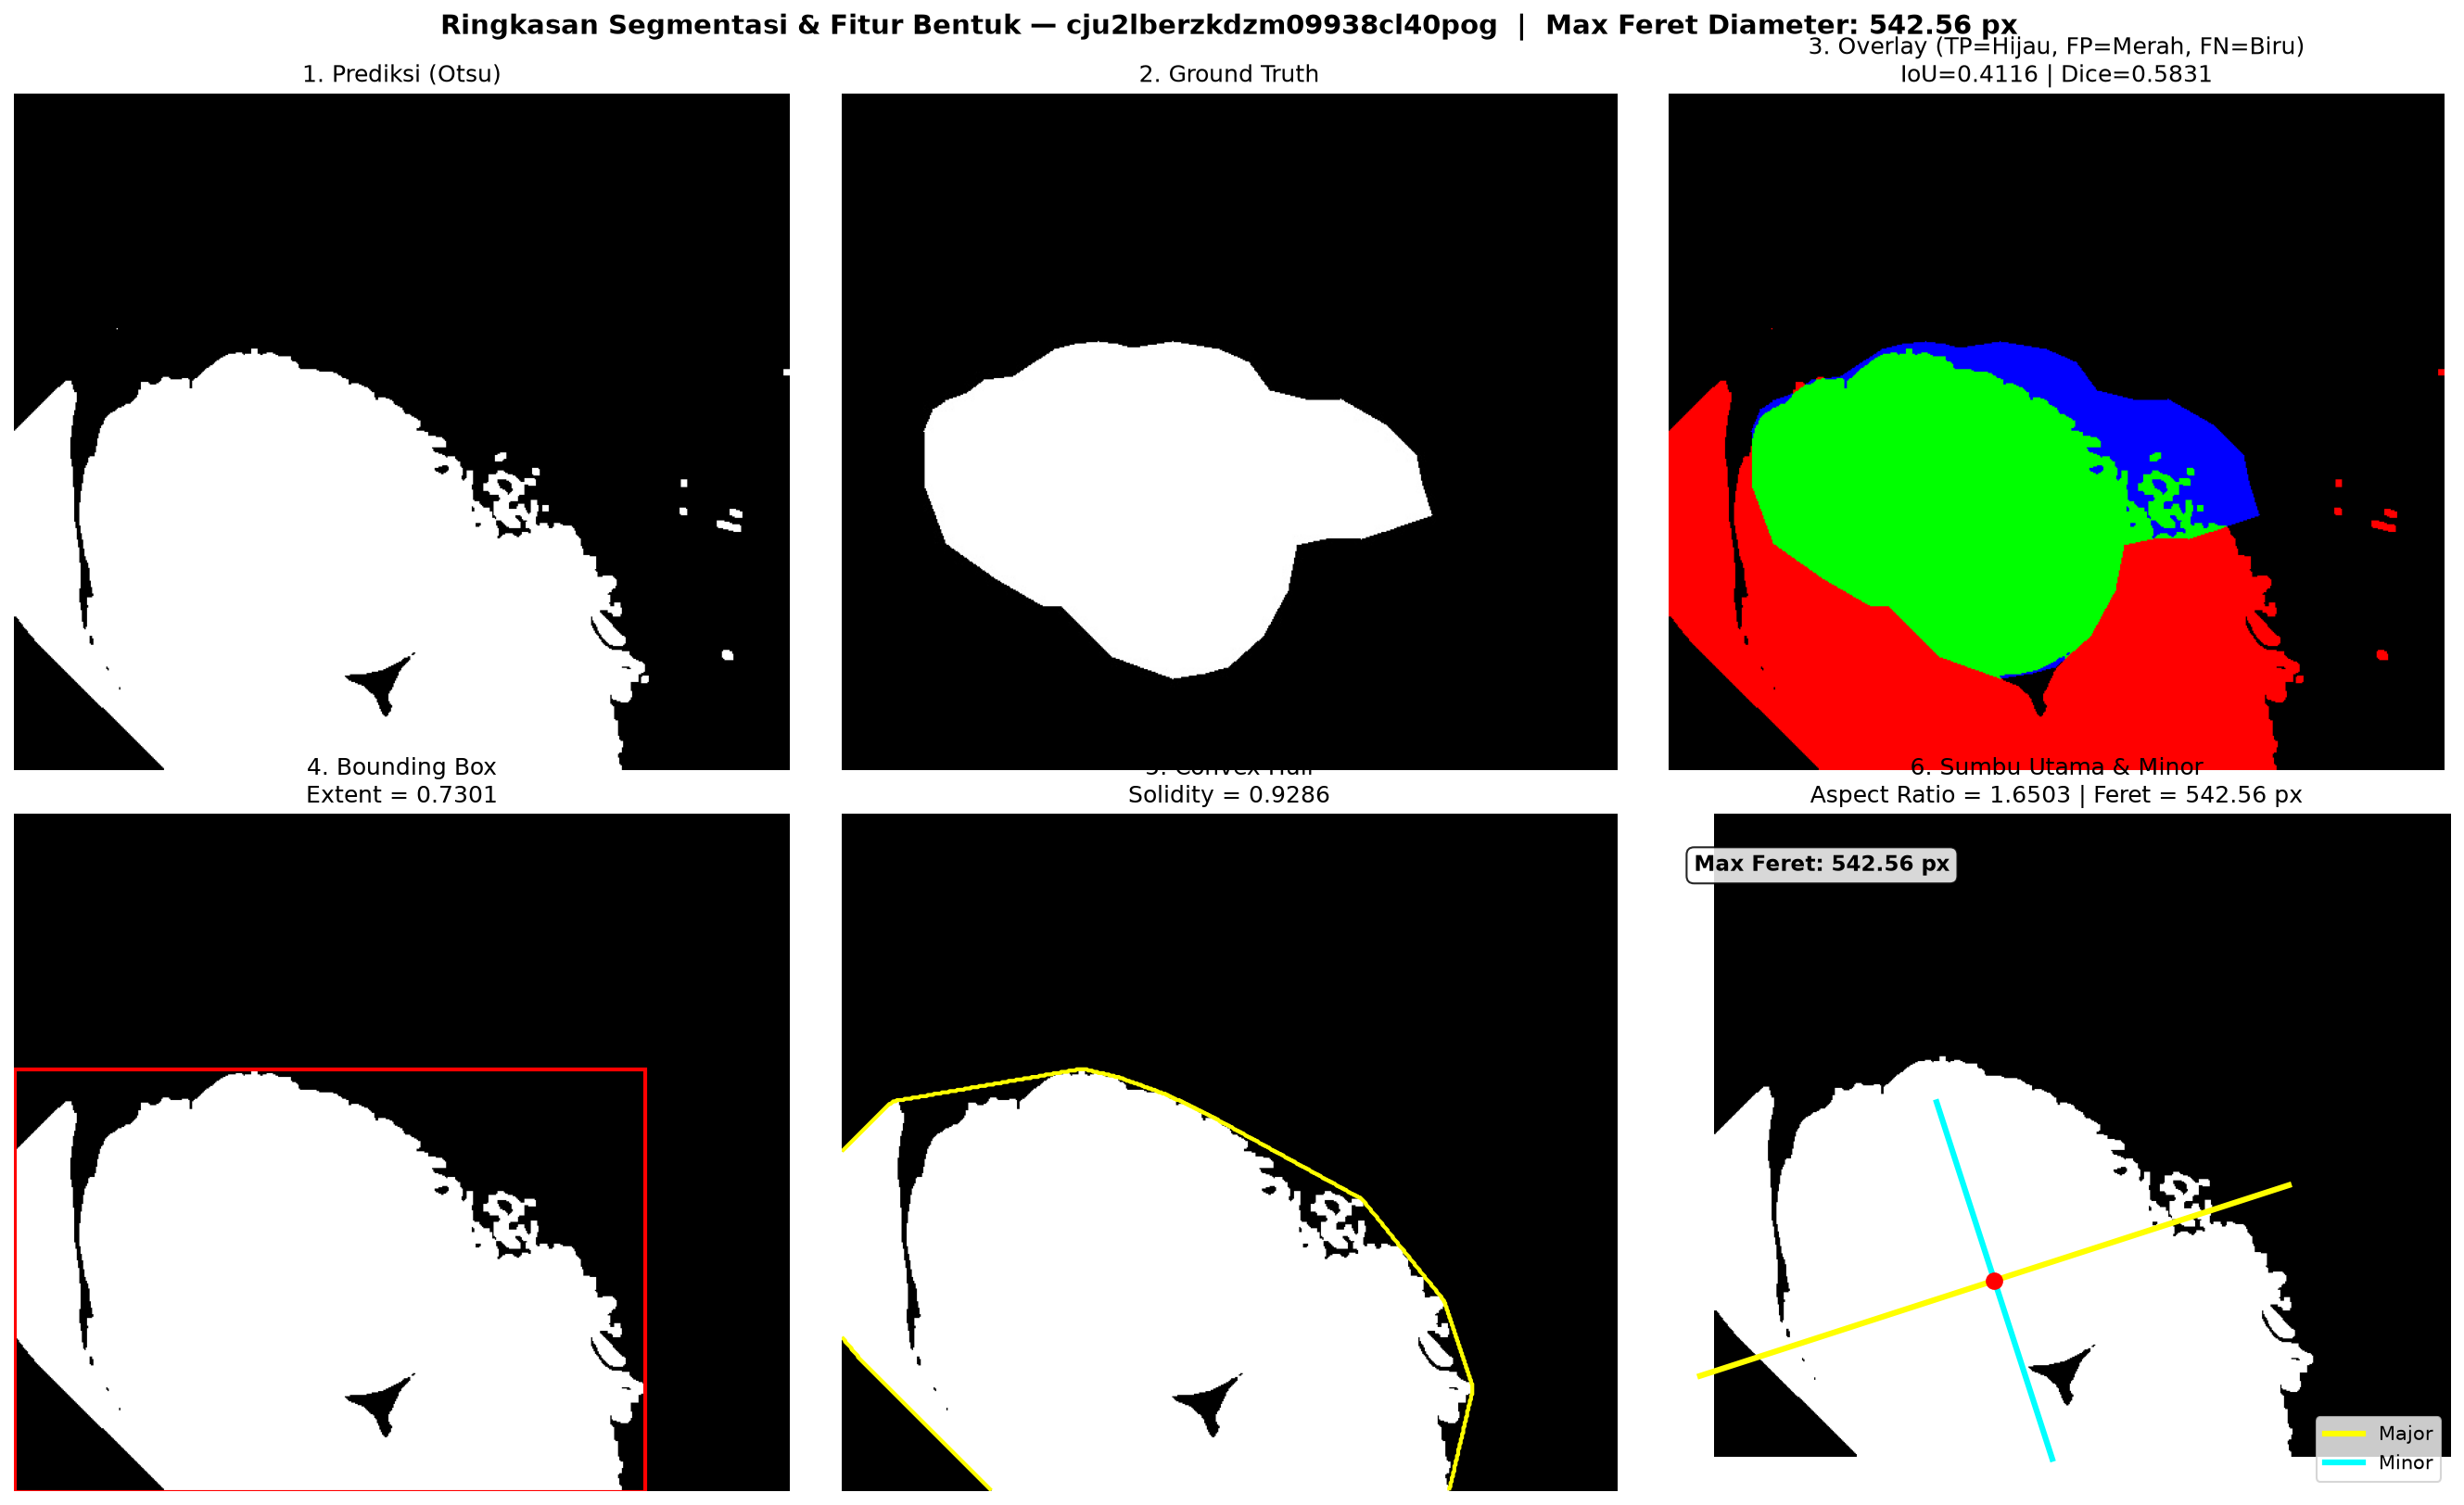 Ringkasan Segmentasi & Fitur Bentuk — cju2lberzkdzm09938cl40pog | Max Feret Diameter: 542.56 px
1. Prediksi (Otsu)
2. Ground Truth
3. Overlay (TP=Hijau, FP=Merah, FN=Biru)
IoU=0.4116 | Dice=0.5831
4. Bounding Box
Extent = 0.7301
5. Convex Hull
Solidity = 0.9286
6. Sumbu Utama & Minor
Aspect Ratio = 1.6503 | Feret = 542.56 px
Max Feret: 542.56 px
Major
Minor